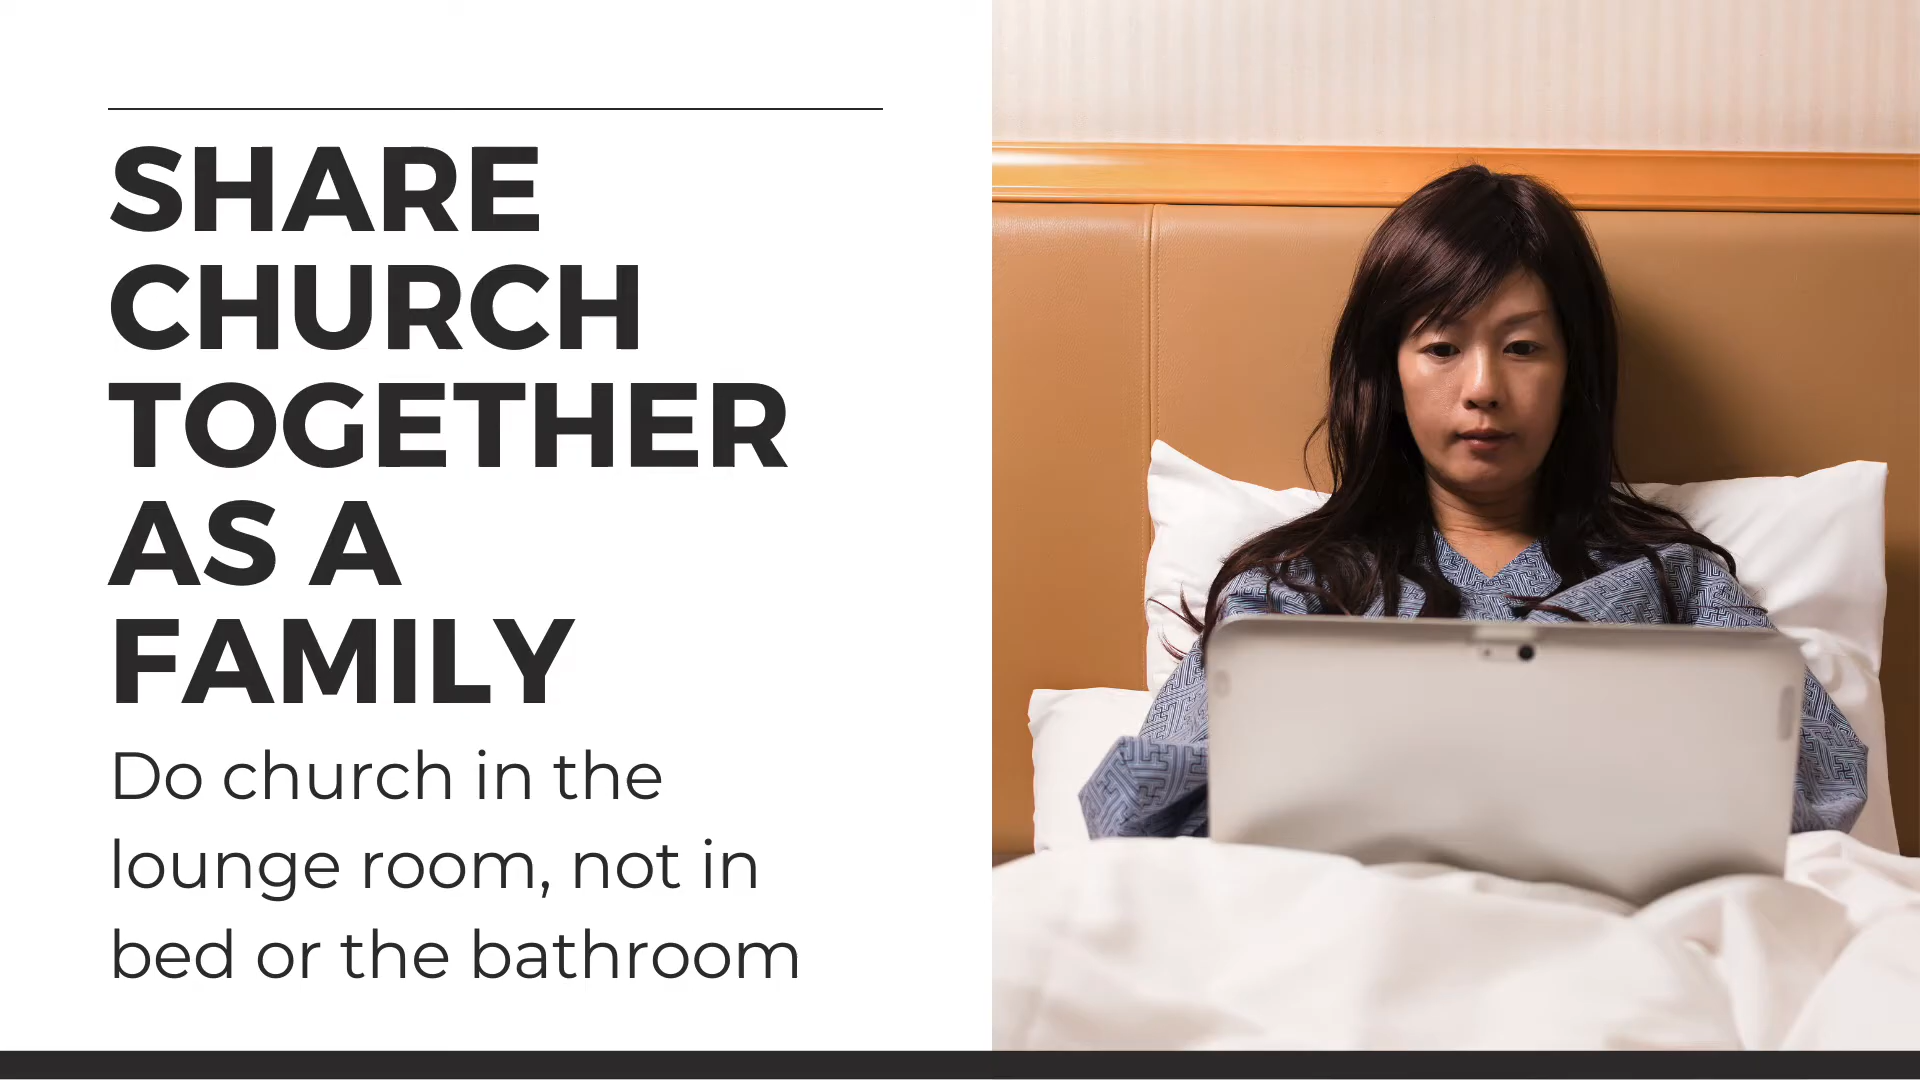 SHARE
CHURCH
TOGETHER
AS A
FAMILY
Do church in the
lounge room, not in
bed or the bathroom